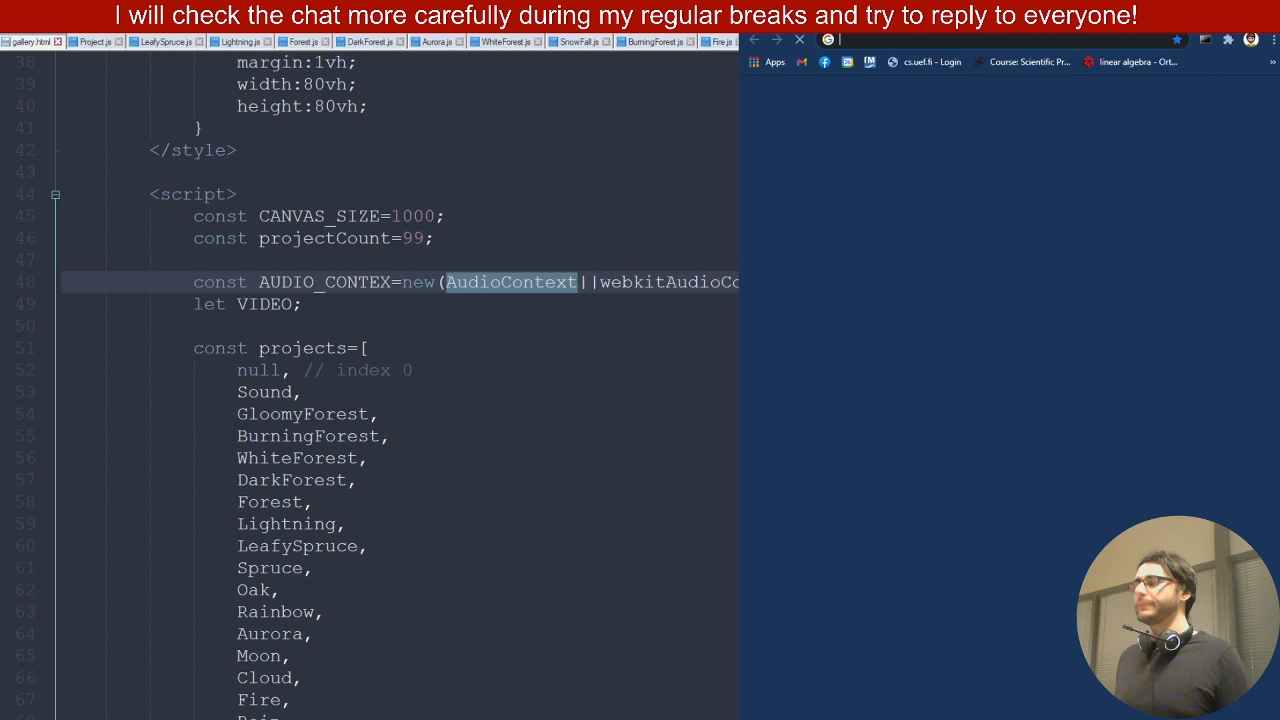 I will check the chat more carefully during my regular breaks and try to reply to everyone!
gallery.html Project.js LeafySpruce.js Lightning.js Forest.js DarkForest.js Aurora.js WhiteForest.js SnowFall.js BurningForest.js Fire.js
Apps cs.uef.fi - Login Course: Scientific Pr... linear algebra - Ort... »
38 margin:1vh;
39 width:80vh;
40 height:80vh;
41 }
42 </style>
43
44 <script>
45 const CANVAS_SIZE=1000;
46 const projectCount=99;
47
48 const AUDIO_CONTEX=new(AudioContext||webkitAudioCo
49 let VIDEO;
50
51 const projects=[
52 null, // index 0
53 Sound,
54 GloomyForest,
55 BurningForest,
56 WhiteForest,
57 DarkForest,
58 Forest,
59 Lightning,
60 LeafySpruce,
61 Spruce,
62 Oak,
63 Rainbow,
64 Aurora,
65 Moon,
66 Cloud,
67 Fire,